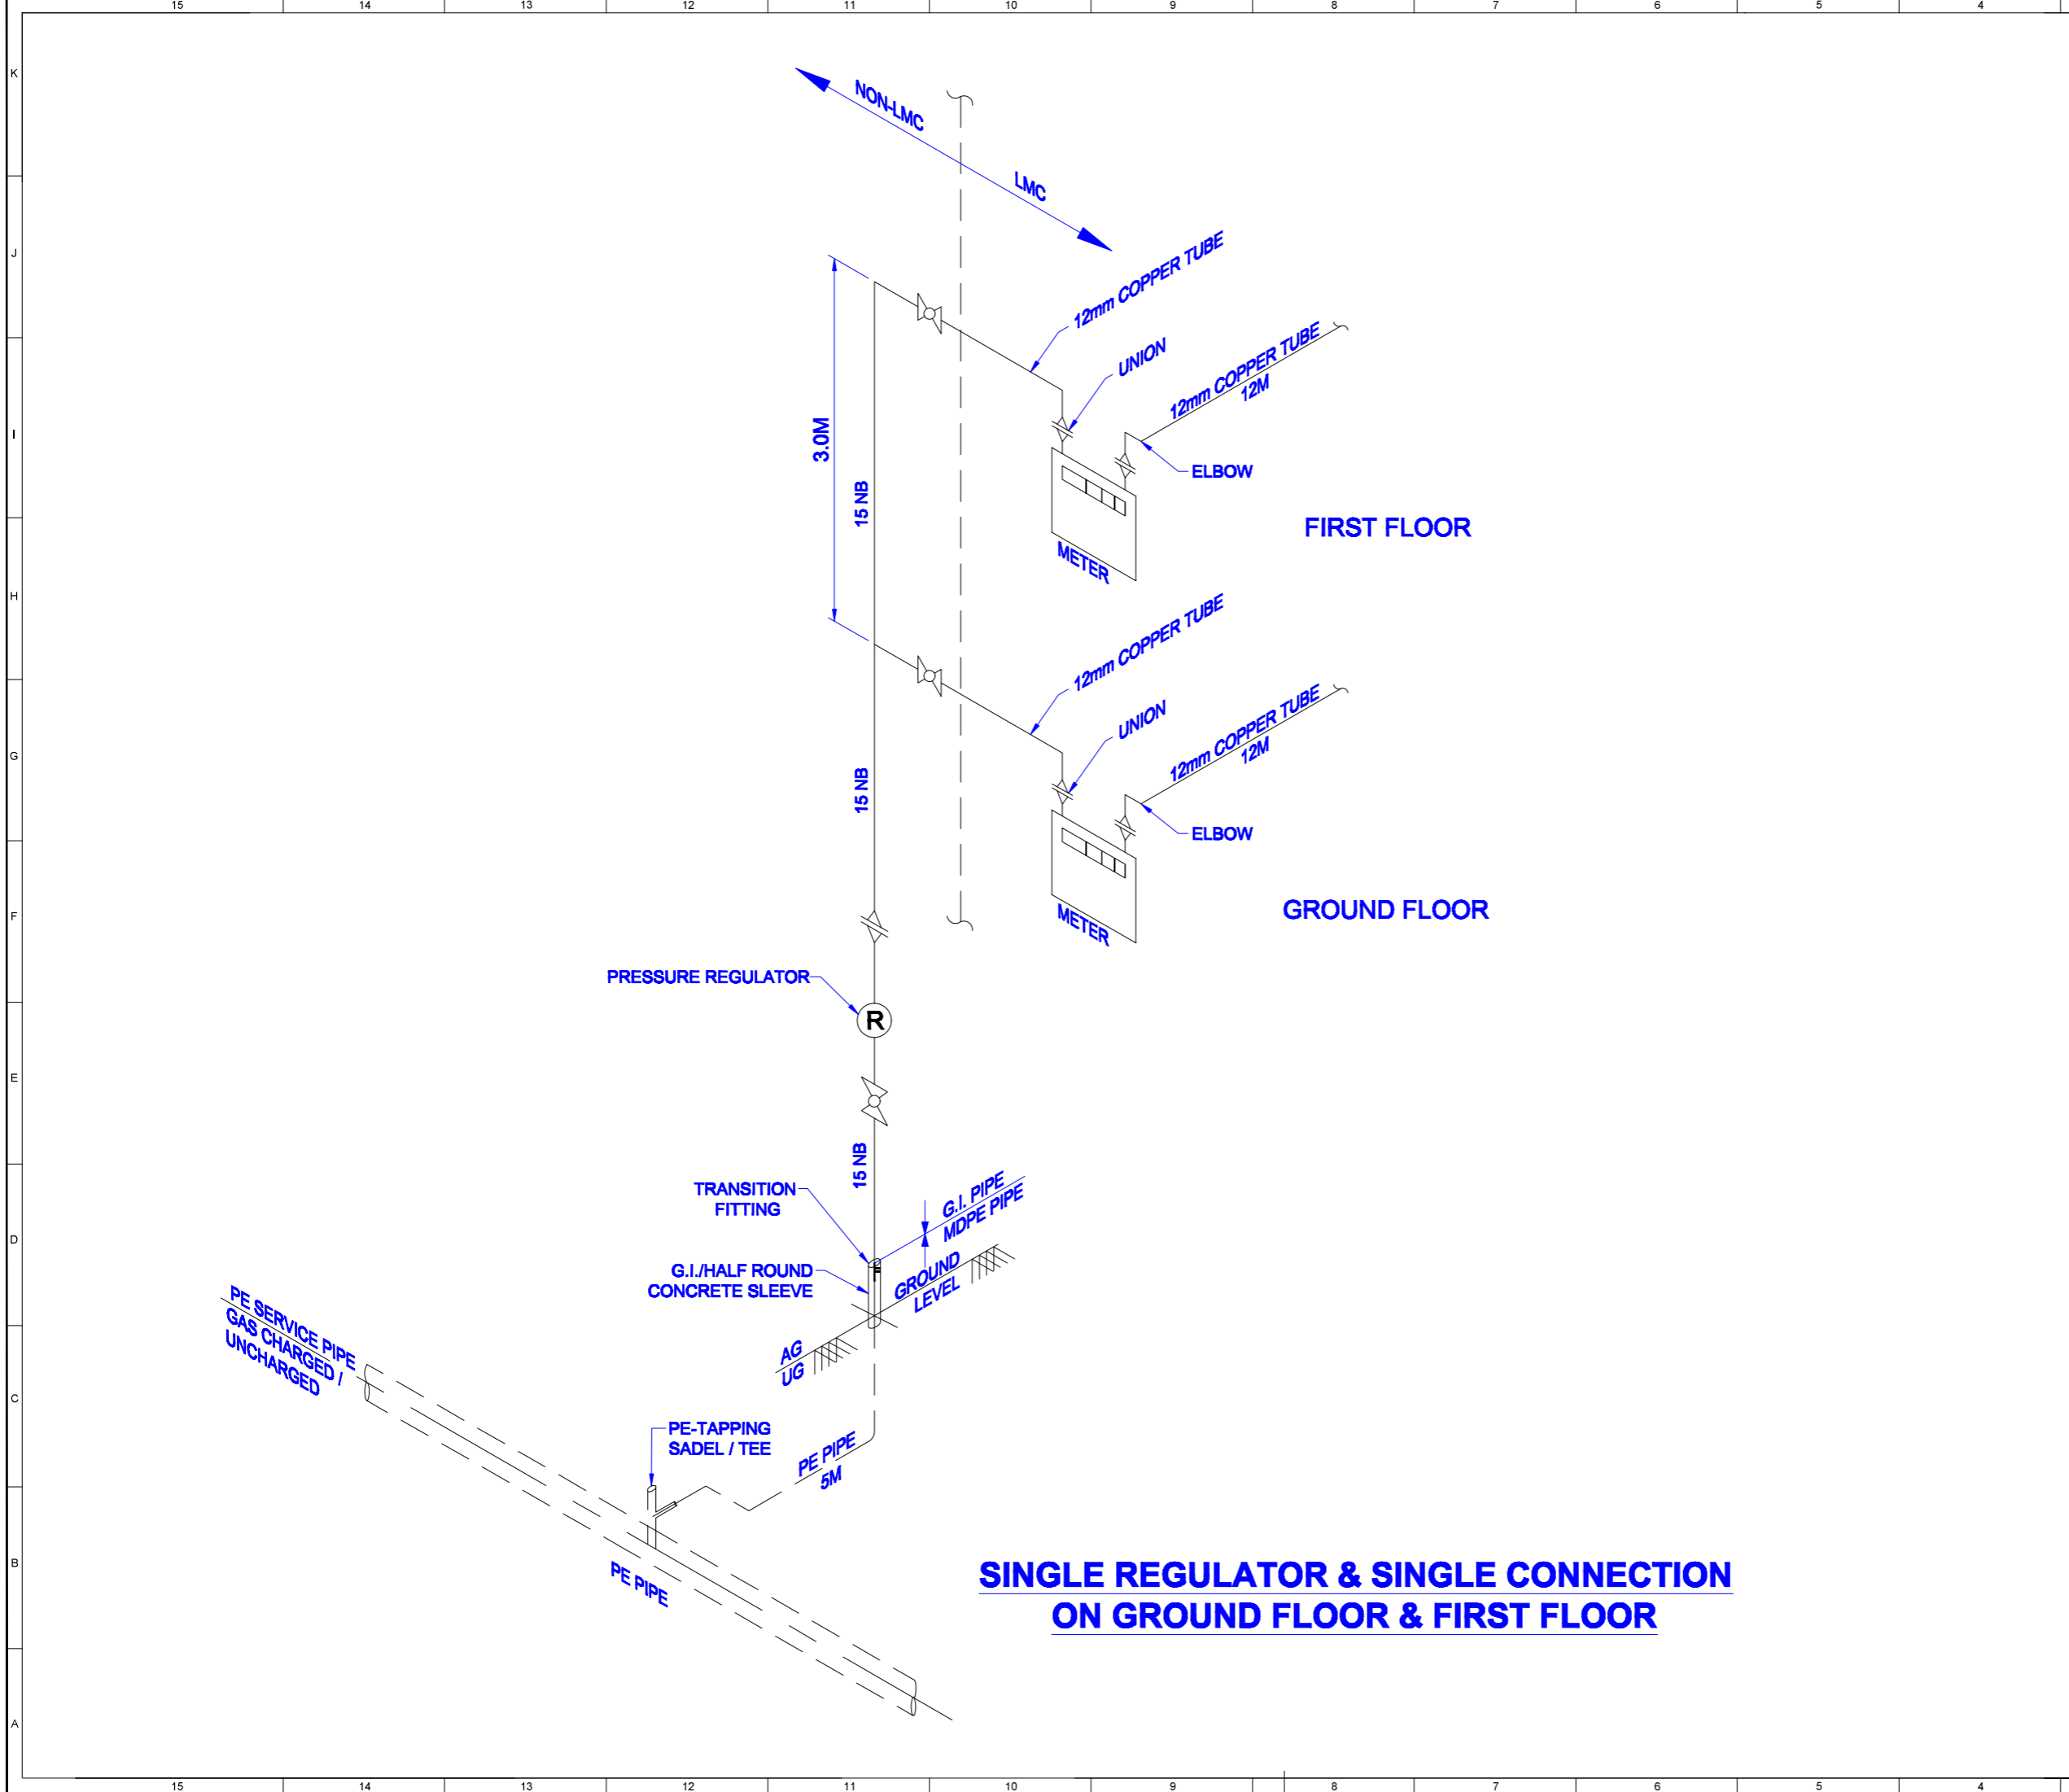 15 14 13 12 11 10 9 8 7 6 5 4
K
NON-LMC
LMC
J
12mm COPPER TUBE
UNION
12mm COPPER TUBE
12M
3.0M
I
ELBOW
15 NB
FIRST FLOOR
METER
H
12mm COPPER TUBE
UNION
12mm COPPER TUBE
12M
G
15 NB
ELBOW
GROUND FLOOR
F
METER
PRESSURE REGULATOR
R
E
15 NB
TRANSITION
FITTING
G.I. PIPE
MDPE PIPE
D
G.I./HALF ROUND
CONCRETE SLEEVE
GROUND
LEVEL
PE SERVICE PIPE
GAS CHARGED /
UNCHARGED
AG
UG
C
PE-TAPPING
SADEL / TEE
PE PIPE
5M
B
PE PIPE
SINGLE REGULATOR & SINGLE CONNECTION
ON GROUND FLOOR & FIRST FLOOR
A
15 14 13 12 11 10 9 8 7 6 5 4